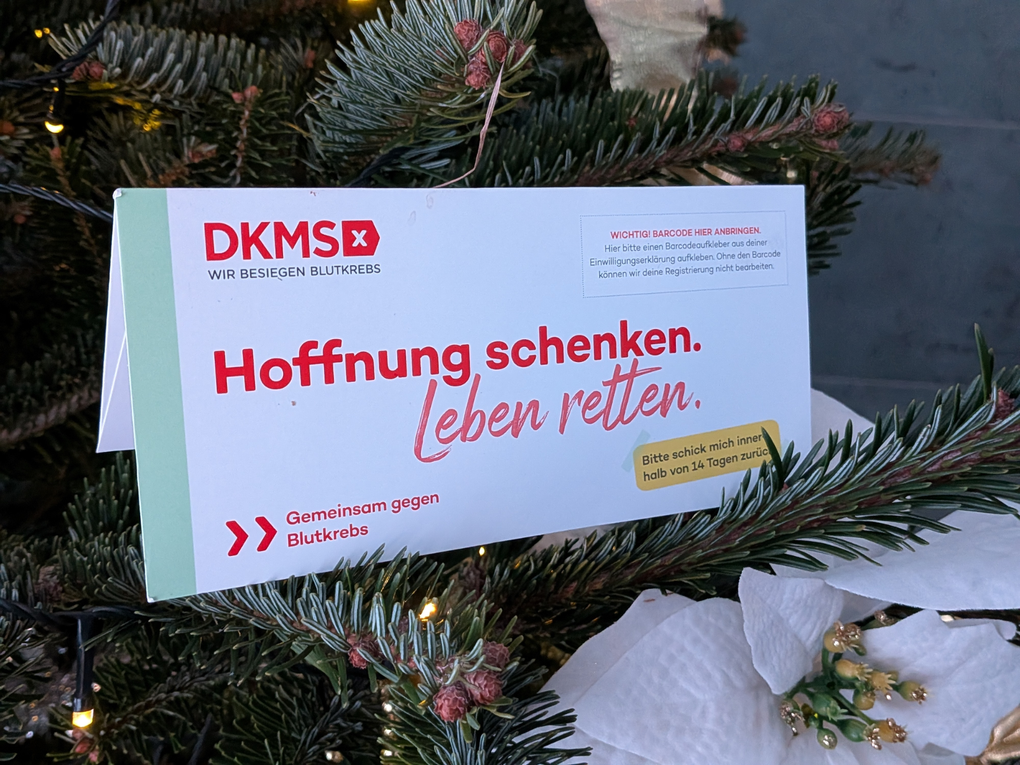 DKMS x
WIR BESIEGEN BLUTKREBS
WICHTIG! BARCODE HIER ANBRINGEN.
Hier bitte einen Barcodeaufkleber aus deiner
Einwilligungserklärung aufkleben. Ohne den Barcode
können wir deine Registrierung nicht bearbeiten.
Hoffnung schenken.
Leben retten.
Bitte schick mich inner
halb von 14 Tagen zurück
Gemeinsam gegen
Blutkrebs